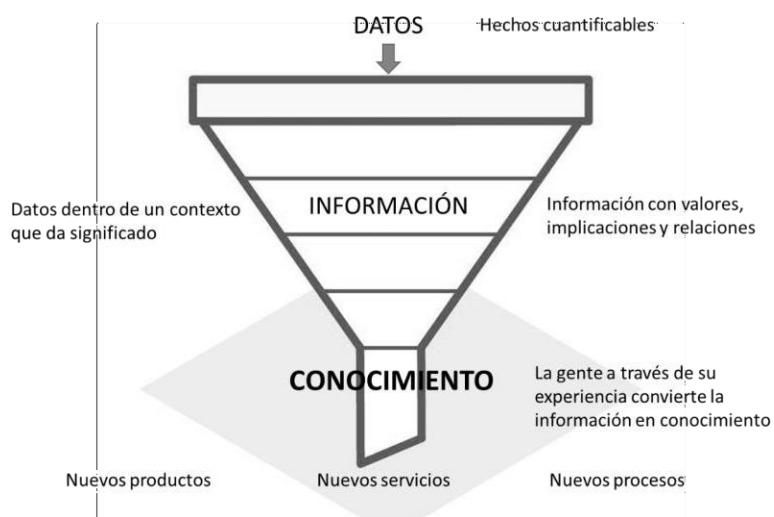 DATOS
Hechos cuantificables
INFORMACIÓN
Datos dentro de un contexto
que da significado
Información con valores,
implicaciones y relaciones
CONOCIMIENTO
La gente a través de su
experiencia convierte la
información en conocimiento
Nuevos productos
Nuevos servicios
Nuevos procesos